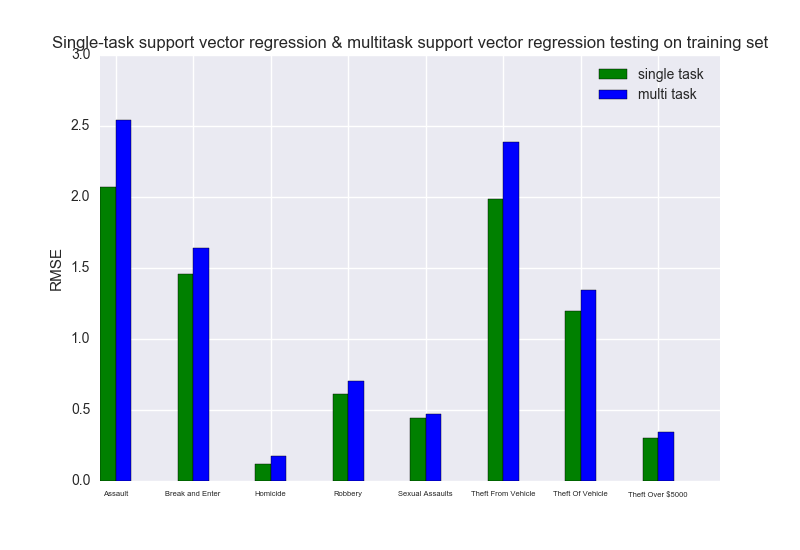 Single-task support vector regression & multitask support vector regression testing on training set
3.0
2.5
2.0
1.5
1.0
0.5
0.0
RMSE
single task
multi task
Assault Break and Enter Homicide Robbery Sexual Assaults Theft From Vehicle Theft Of Vehicle Theft Over $5000